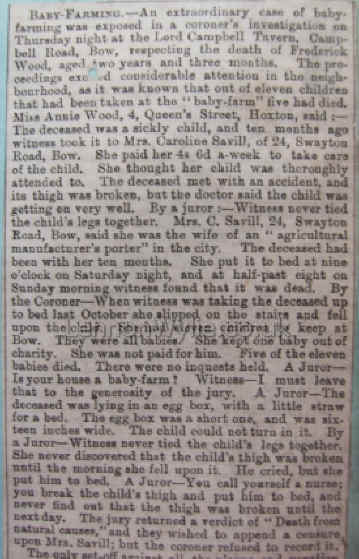 BABY-FARMING.—An extraordinary case of baby-
farming was exposed in a coroner's investigation on
Thursday night at the Lord Campbell Tavern, Camp-
bell Road, Bow, respecting the death of Frederick
Wood, aged two years and three months. The pro-
ceedings ex ed considerable attention in the neigh-
bourhood, as it was known that out of eleven children
that had been taken at the "baby-farm" five had died.
Miss Annie Wood, 4, Queen's Street, Hoxton, said :—
The deceased was a sickly child, and ten months ago
witness took it to Mrs. Caroline Savill, of 24, Swayton
Road, Bow. She paid her 4s 6d a-week to take care
of the child. She thought her child was thoroughly
attended to. The deceased met with an accident, and
its thigh was broken, but the doctor said the child was
getting on very well. By a juror :—Witness never tied
the child's legs together. Mrs. C. Savill, 24, Swayton
Road, Bow, said she was the wife of an "agricultural
manufacturer's porter" in the city. The deceased had
been with her ten months. She put it to bed at nine
o'clock on Saturday night, and at half-past eight on
Sunday morning witness found that it was dead. By
the Coroner—When witness was taking the deceased up
to bed last October she slipped on the stairs and fell
upon the child. children keep at
Bow. They were all babies. She kept one baby out of
charity. She was not paid for him. Five of the eleven
babies died. There were no inquests held. A Juror—
Is your house a baby-farm? Witness—I must leave
that to the generosity of the jury. A Juror—The
deceased was lying in an egg box, with a little straw
for a bed. The egg box was a short one, and was six-
teen inches wide. The child could not turn in it. By
a juror—Witness never tied the child's legs together.
She never discovered that the child's thigh was broken
until the morning she fell upon it. He cried, but she
put him to bed. A Juror—You call yourself a nurse;
you break the child's thigh and put him to bed, and
never find out that the thigh was broken until the
next day. The jury returned a verdict of "Death from
natural causes," and they wished to append a censure
upon Mrs. Savill; but the coroner refused to record it.
The only set-off against all the